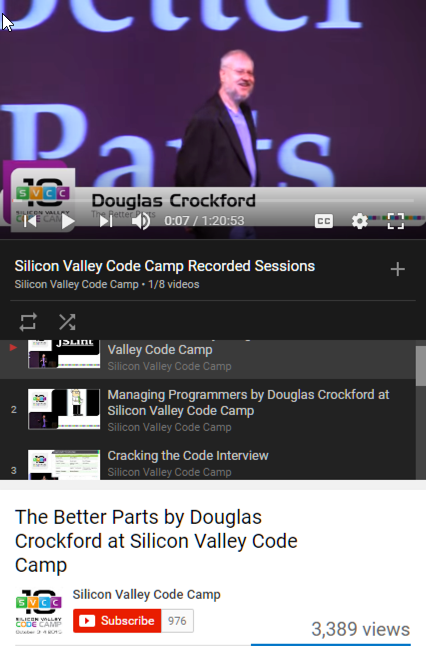 better
Parts
SVCC
SILICON VALLEY
CODE CAMP
Douglas Crockford
The Better Parts
0:07 / 1:20:53
CC
Silicon Valley Code Camp Recorded Sessions
Silicon Valley Code Camp • 1/8 videos
JSLint
Valley Code Camp
Silicon Valley Code Camp
2
Managing Programmers by Douglas Crockford at
Silicon Valley Code Camp
Silicon Valley Code Camp
3
Cracking the Code Interview
Silicon Valley Code Camp
The Better Parts by Douglas
Crockford at Silicon Valley Code
Camp
10
SVCC
SILICON VALLEY
CODE CAMP
Silicon Valley Code Camp
Subscribe 976
3,389 views